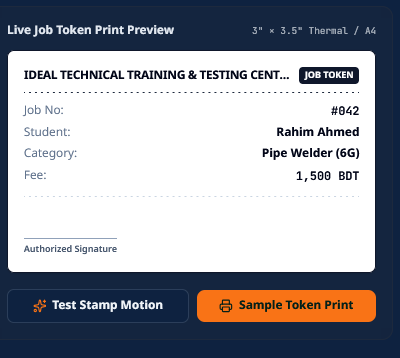 Live Job Token Print Preview 3" × 3.5" Thermal / A4
IDEAL TECHNICAL TRAINING & TESTING CENT... JOB TOKEN
Job No: #042
Student: Rahim Ahmed
Category: Pipe Welder (6G)
Fee: 1,500 BDT
Authorized Signature
Test Stamp Motion Sample Token Print